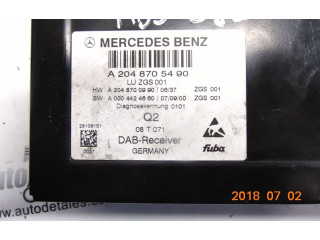 MERCEDES BENZ
A 204 870 54 90
LU ZGS 001
HW A 204 870 09 90 06/37 ZGS 001
SW A 000 442 46 60 / 07/09/00 ZGS 001
Diagnosekennung 0101
Q2
08 T 071
DAB-Receiver
GERMANY
fuba
www.autodetales.com
2018 07 02